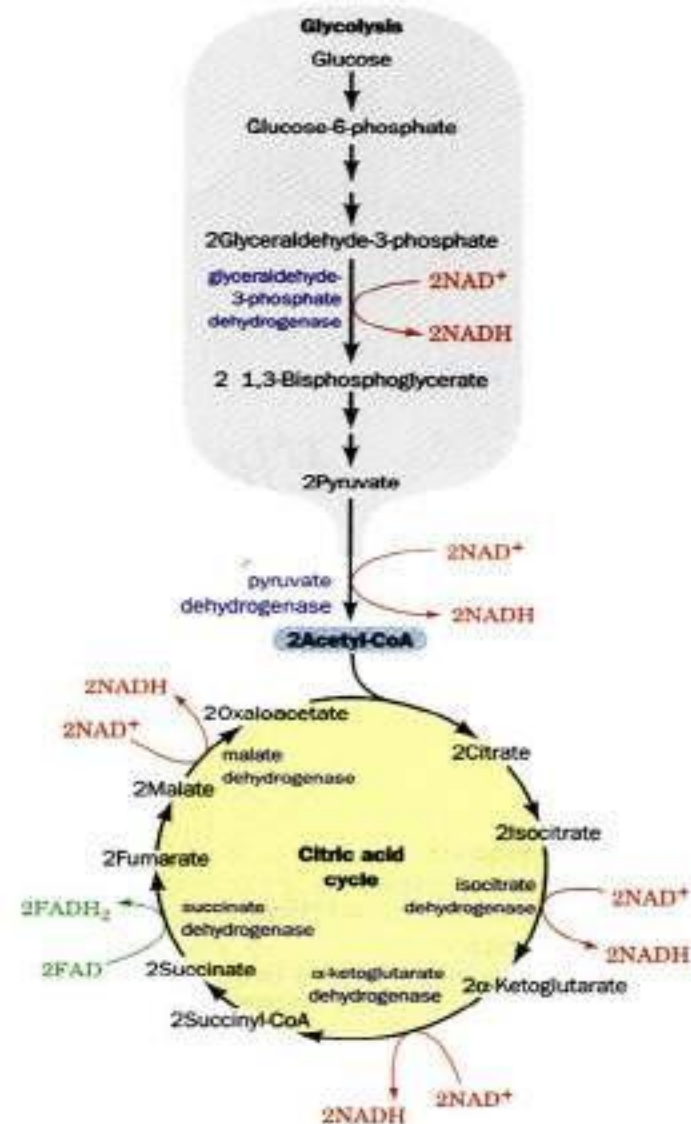 Glycolysis
Glucose
Glucose-6-phosphate
2Glyceraldehyde-3-phosphate
glyceraldehyde-
3-phosphate
dehydrogenase
2NAD⁺
2NADH
2 1,3-Bisphosphoglycerate
2Pyruvate
2NAD⁺
pyruvate
dehydrogenase
2NADH
2Acetyl-CoA
2NADH
2NAD⁺
2Oxaloacetate
malate
dehydrogenase
2Citrate
2Malate
2Isocitrate
2Fumarate
Citric acid
cycle
isocitrate
dehydrogenase
2NAD⁺
2NADH
2FADH₂
2FAD
succinate
dehydrogenase
2Succinate
α-ketoglutarate
dehydrogenase
2α-Ketoglutarate
2Succinyl-CoA
2NADH
2NAD⁺